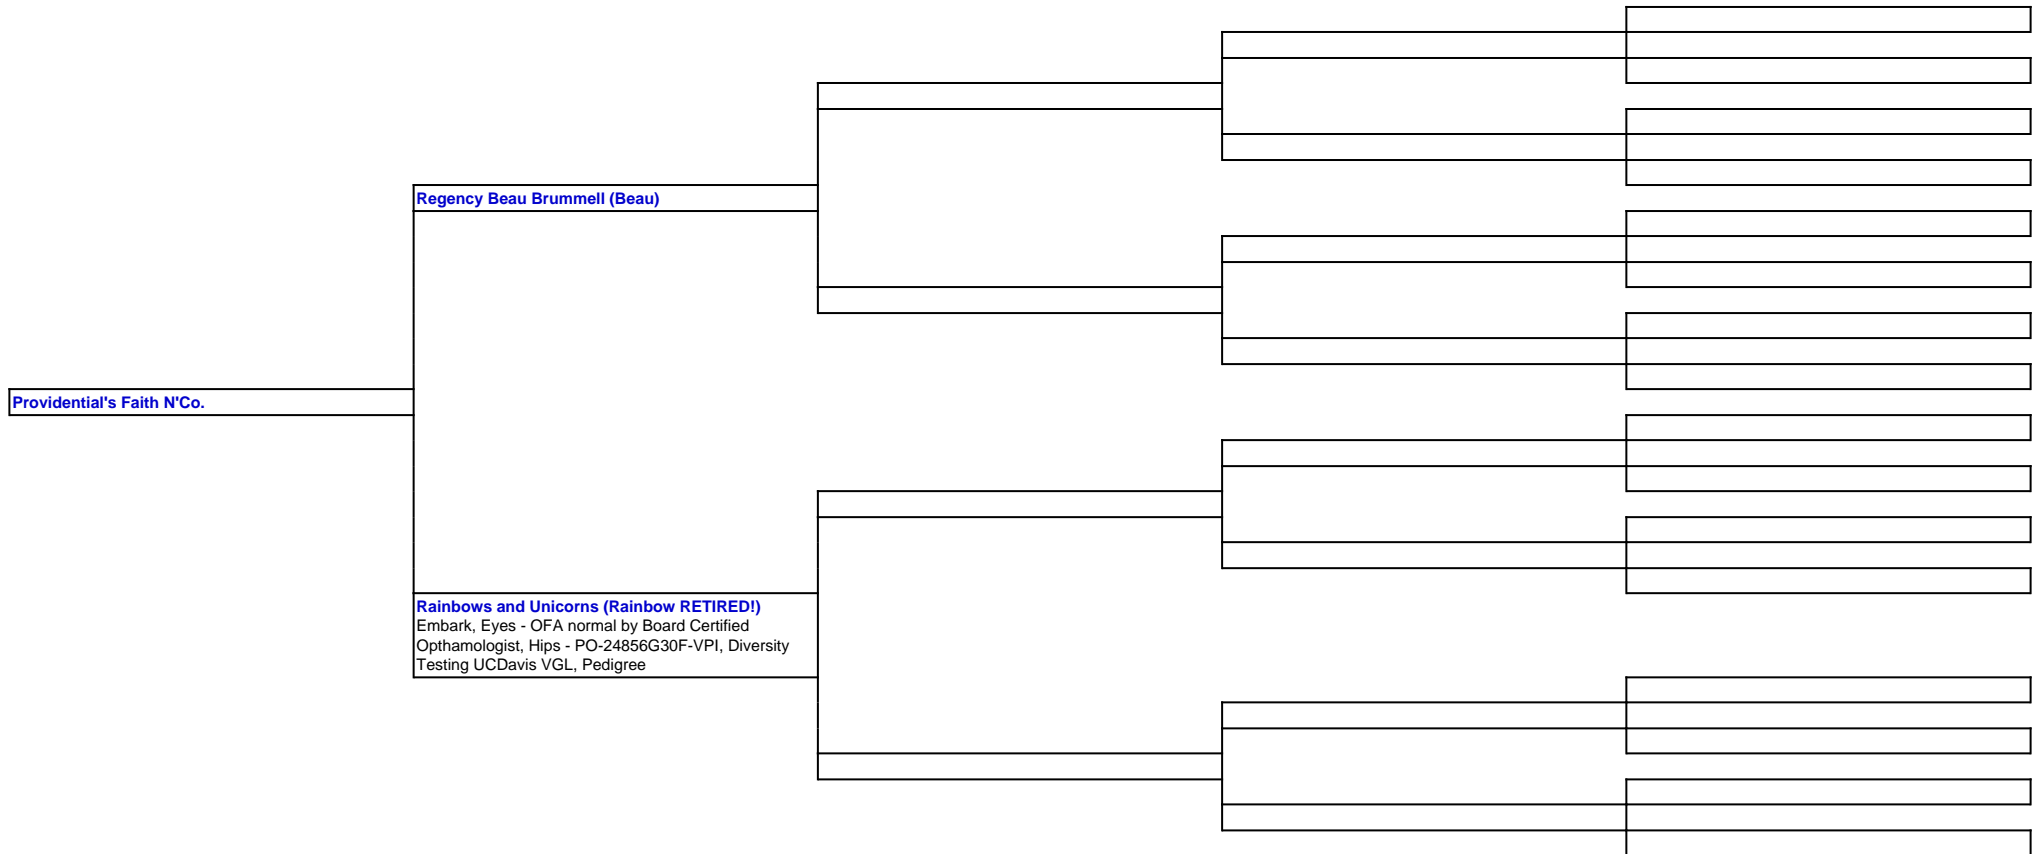 Regency Beau Brummell (Beau)
Providential's Faith N'Co.
Rainbows and Unicorns (Rainbow RETIRED!)
Embark, Eyes - OFA normal by Board Certified
Opthamologist, Hips - PO-24856G30F-VPI, Diversity
Testing UCDavis VGL, Pedigree